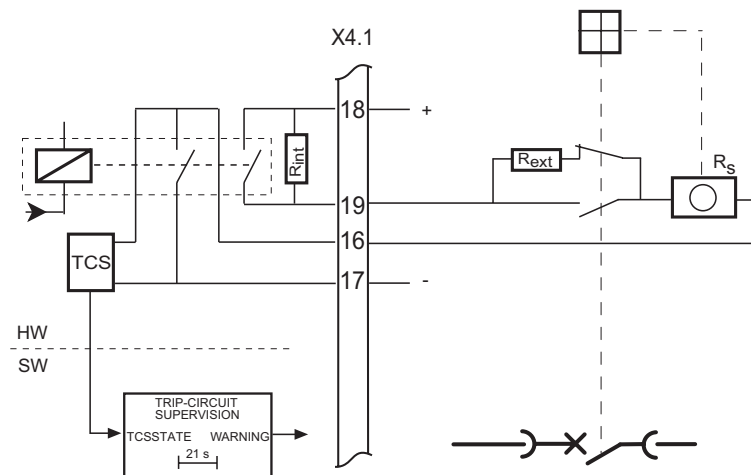 X4.1
18
+
Rint
Rext
Rs
19
16
TCS
17
-
HW
SW
TRIP-CIRCUIT
SUPERVISION
TCSSTATE
WARNING
21 s